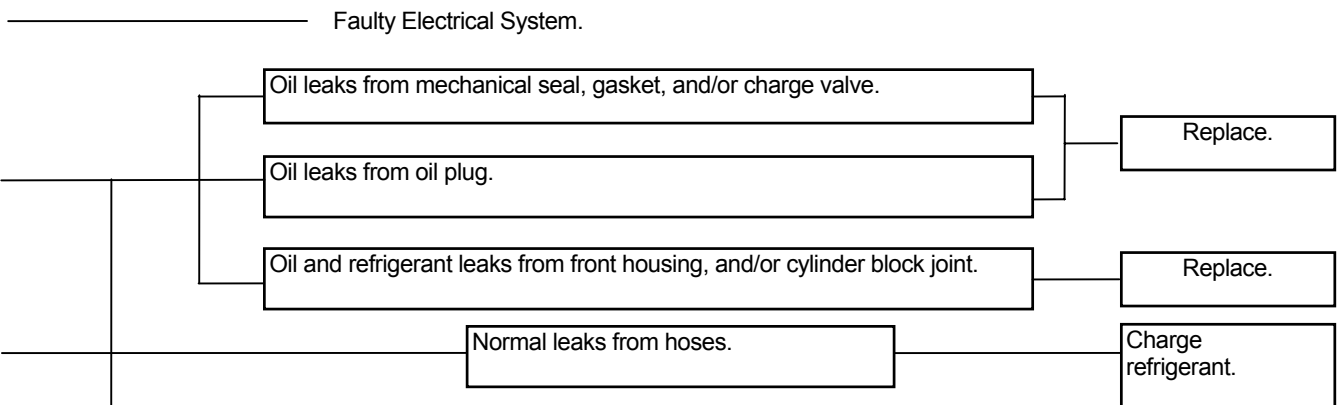 Faulty Electrical System.
Oil leaks from mechanical seal, gasket, and/or charge valve.
Replace.
Oil leaks from oil plug.
Oil and refrigerant leaks from front housing, and/or cylinder block joint.
Replace.
Normal leaks from hoses.
Charge
refrigerant.